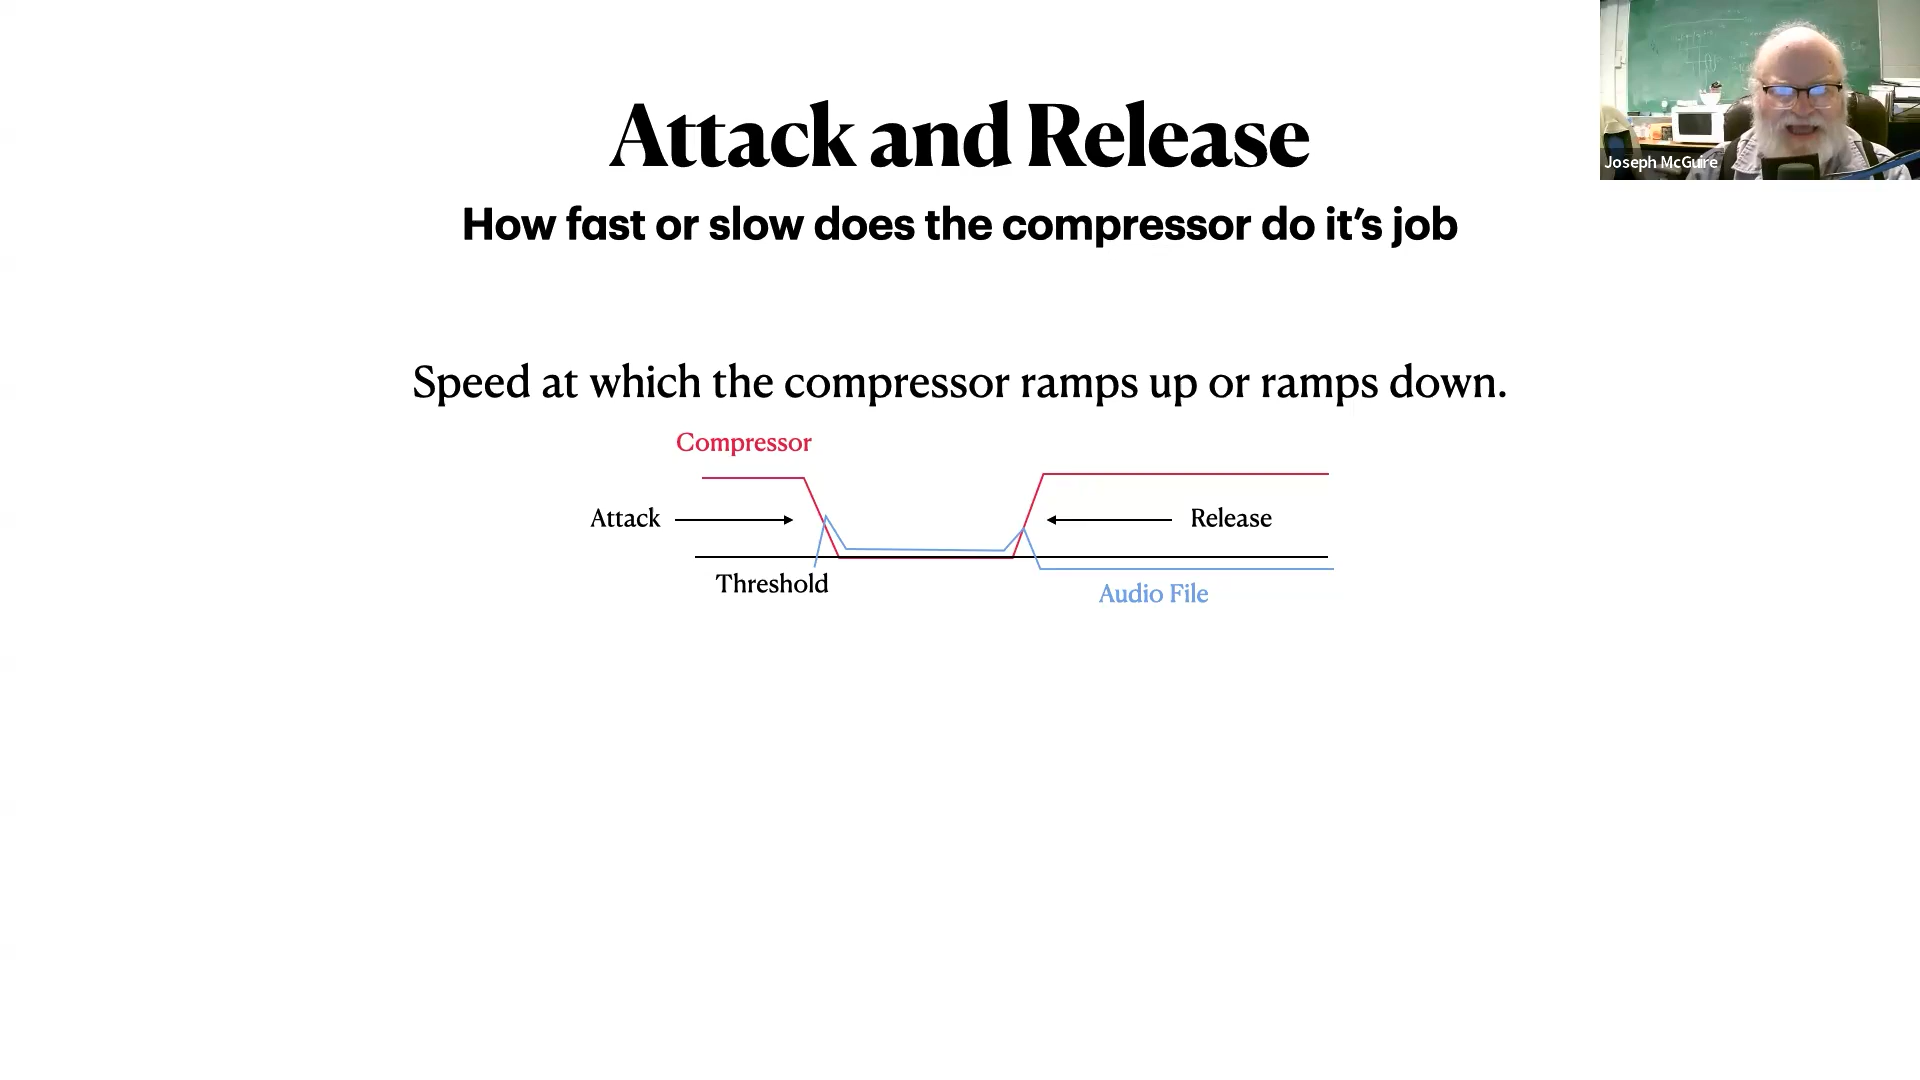 Attack and Release
Joseph McGuire
How fast or slow does the compressor do it’s job
Speed at which the compressor ramps up or ramps down.
Compressor
Attack
Release
Threshold
Audio File